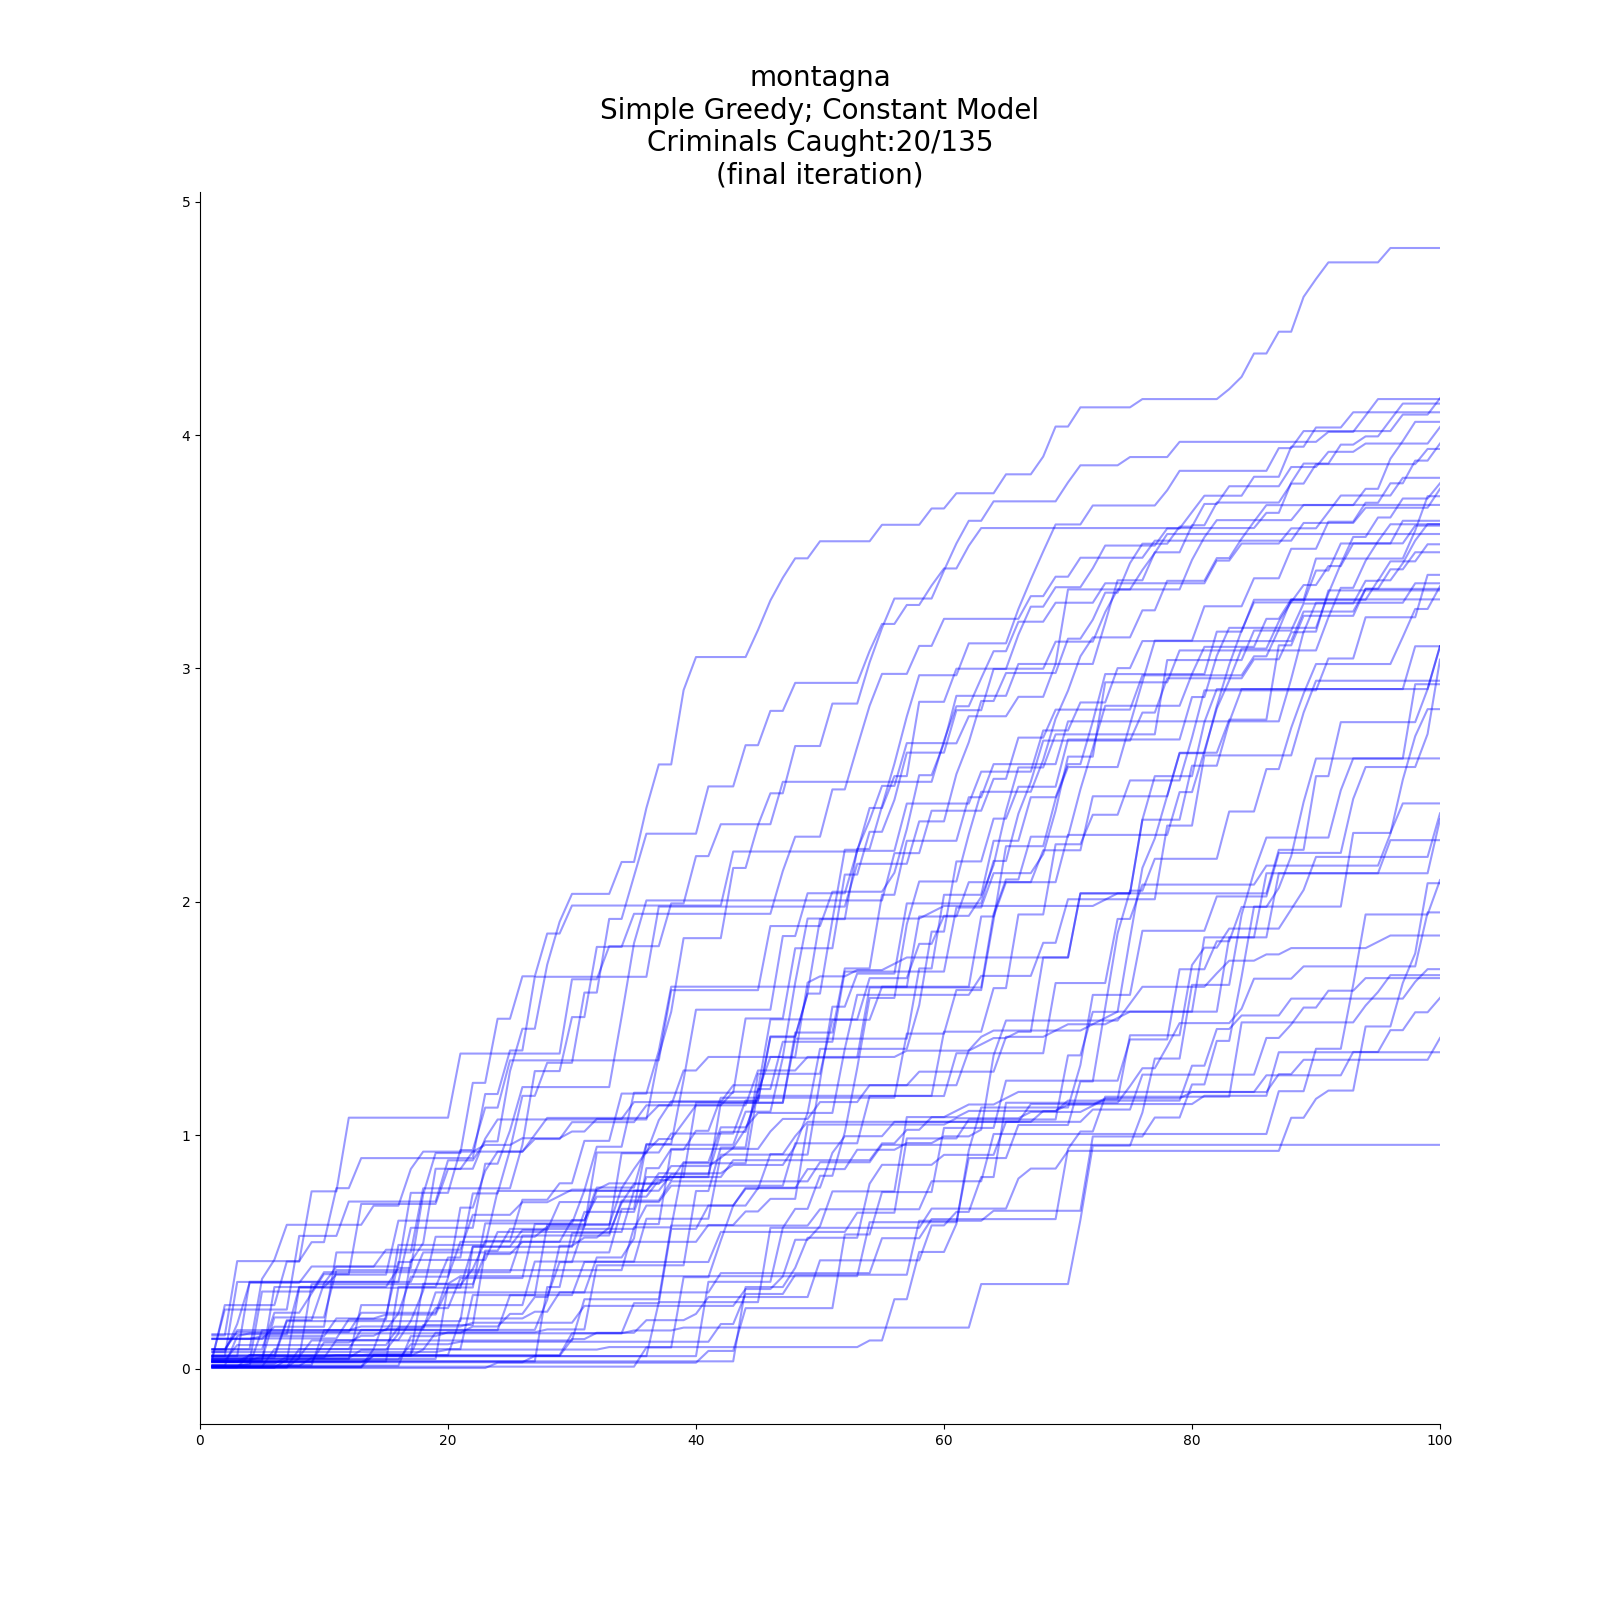 montagna
Simple Greedy; Constant Model
Criminals Caught:20/135
(final iteration)
5
4
3
2
1
0
0 20 40 60 80 100